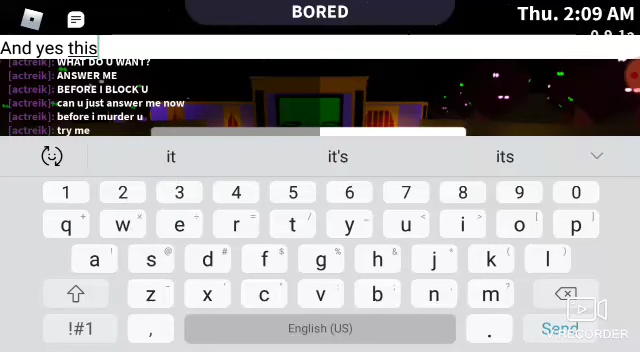 BORED
Thu. 2:09 AM
And yes this
[actreik]: WHAT DO U WANT?
[actreik]: ANSWER ME
[actreik]: BEFORE I BLOCK U
[actreik]: can u just answer me now
[actreik]: before i murder u
[actreik]: try me
it it's its
1 2 3 4 5 6 7 8 9 0
q w e r t y u i o p
a s d f g h j k l
z x c v b n m
!#1 , English (US) . Send
V RECORDER